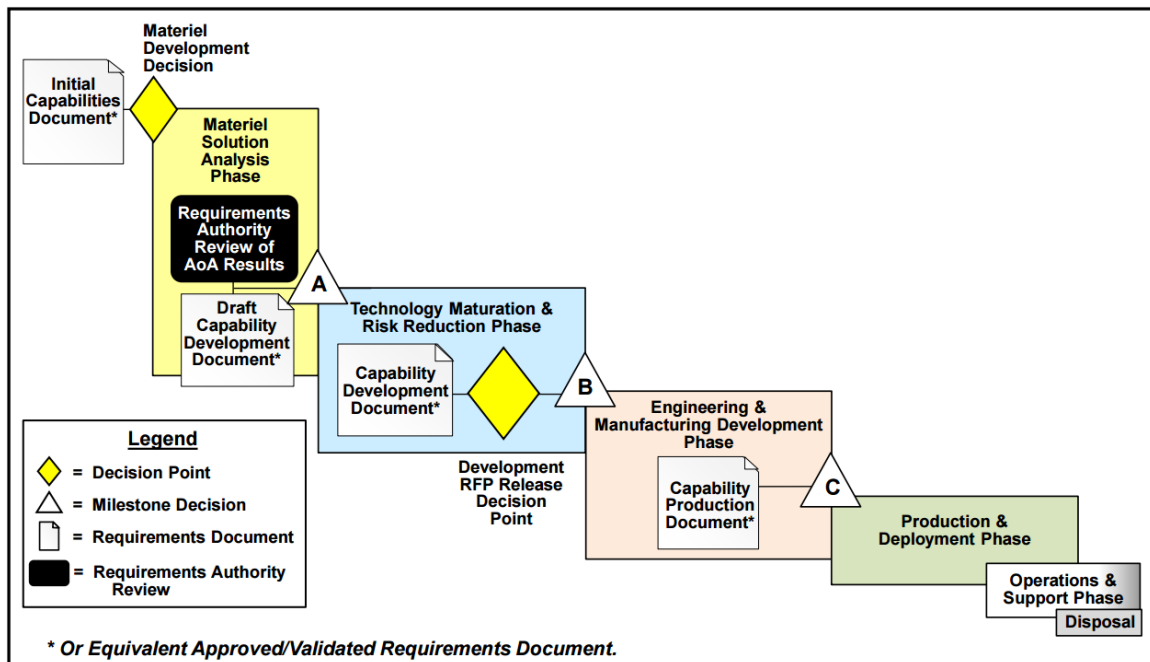 Materiel
Development
Decision
Initial
Capabilities
Document*
Materiel
Solution
Analysis
Phase
Requirements
Authority
Review of
AoA Results
A
Draft
Capability
Development
Document*
Technology Maturation &
Risk Reduction Phase
Capability
Development
Document*
B
Development
RFP Release
Decision
Point
Engineering &
Manufacturing Development
Phase
Capability
Production
Document*
C
Production &
Deployment Phase
Operations &
Support Phase
Disposal
Legend
= Decision Point
= Milestone Decision
= Requirements Document
= Requirements Authority
Review
* Or Equivalent Approved/Validated Requirements Document.